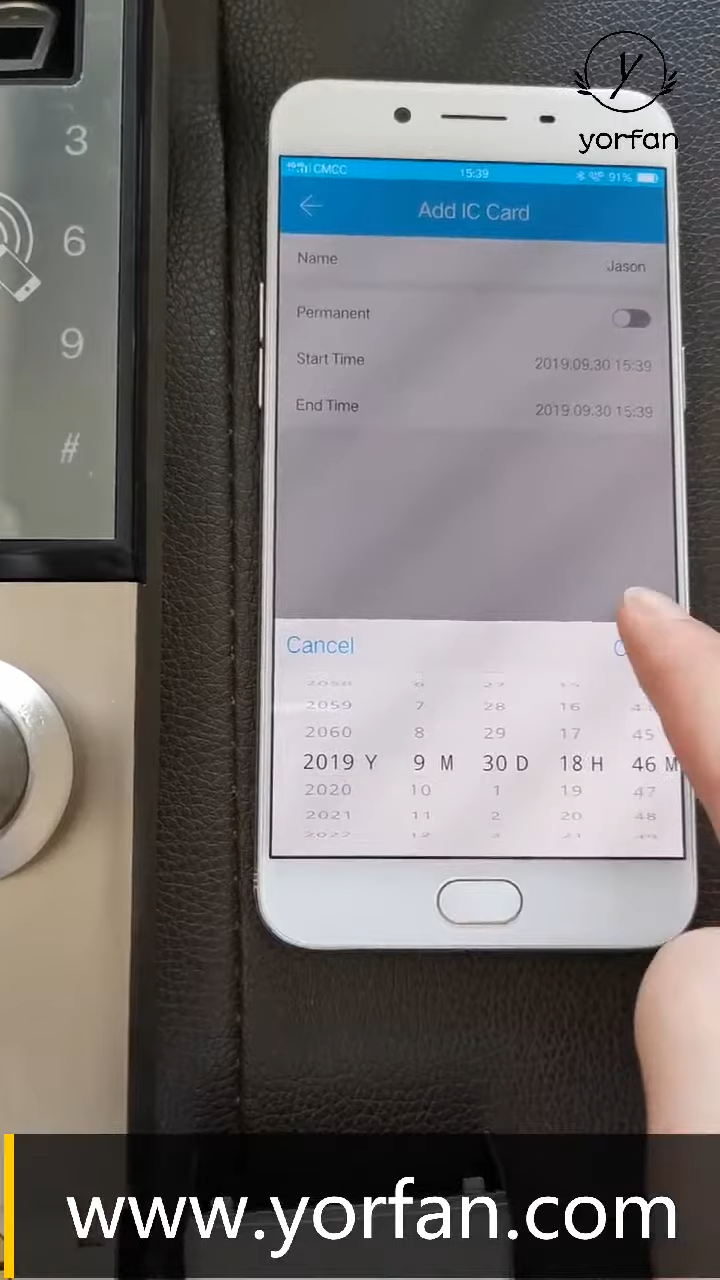 yorfan
3
6
9
#
CMCC 15:39 91%
Add IC Card
Name Jason
Permanent
Start Time 2019.09.30 15:39
End Time 2019.09.30 15:39
Cancel
2059 7 28 16
2060 8 29 17 45
2019 Y 9 M 30 D 18 H 46 M
2020 10 1 19 47
2021 11 2 20 48
www.yorfan.com